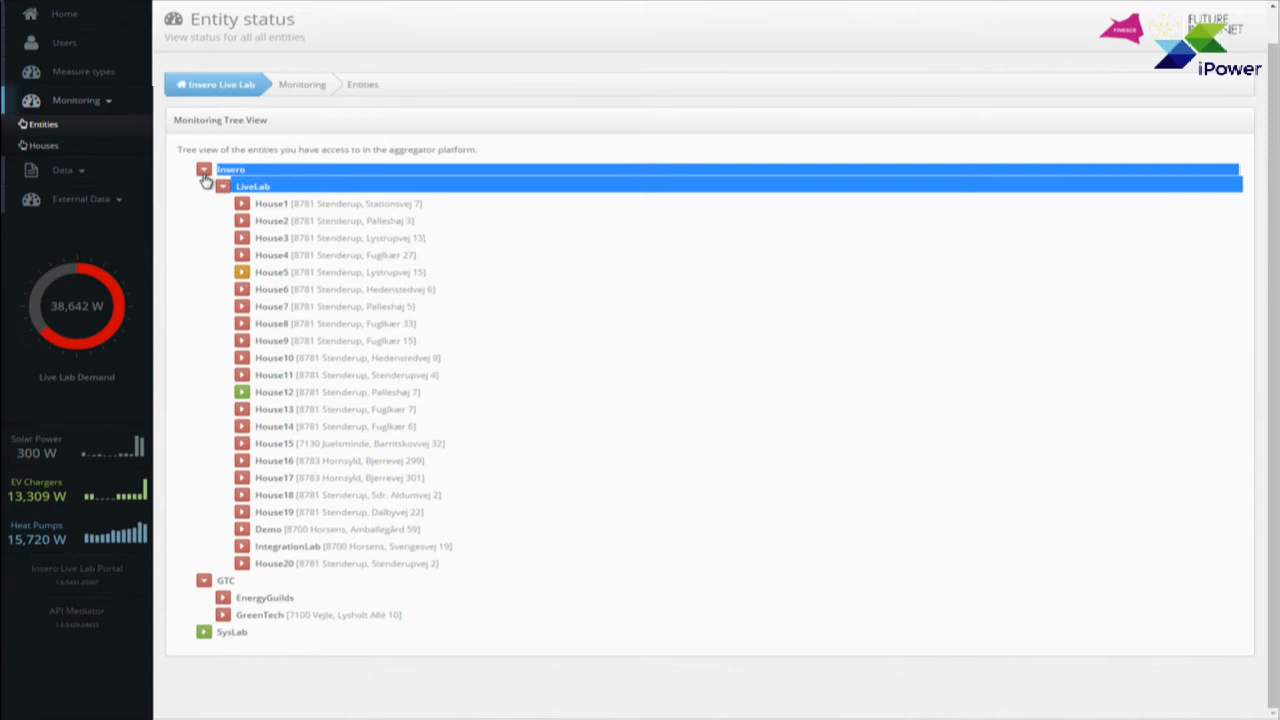 Home
Users
Measure types
Monitoring
Entities
Houses
Data
External Data
38,642 W
Live Lab Demand
Solar Power
300 W
EV Chargers
13,309 W
Heat Pumps
15,720 W
Insero Live Lab Portal
API Mediator
Entity status
View status for all all entities
FINESCE
FUTURE
INTERNET
iPower
Insero Live Lab
Monitoring
Entities
Monitoring Tree View
Tree view of the entities you have access to in the aggregator platform.
Insero
LiveLab
House1 [8781 Stenderup, Stationsvej 7]
House2 [8781 Stenderup, Palleshøj 3]
House3 [8781 Stenderup, Lystrupvej 13]
House4 [8781 Stenderup, Fuglkær 27]
House5 [8781 Stenderup, Lystrupvej 15]
House6 [8781 Stenderup, Hedenstedvej 6]
House7 [8781 Stenderup, Palleshøj 5]
House8 [8781 Stenderup, Fuglkær 33]
House9 [8781 Stenderup, Fuglkær 15]
House10 [8781 Stenderup, Hedenstedvej 9]
House11 [8781 Stenderup, Stenderupvej 4]
House12 [8781 Stenderup, Palleshøj 7]
House13 [8781 Stenderup, Fuglkær 7]
House14 [8781 Stenderup, Fuglkær 6]
House15 [7130 Juelsminde, Barritskovvej 32]
House16 [8783 Hornsyld, Bjerrevej 299]
House17 [8783 Hornsyld, Bjerrevej 301]
House18 [8781 Stenderup, Sdr. Aldumvej 2]
House19 [8781 Stenderup, Dalbyvej 22]
Demo [8700 Horsens, Amballegård 59]
IntegrationLab [8700 Horsens, Sverigesvej 19]
House20 [8781 Stenderup, Stenderupvej 2]
GTC
EnergyGuilds
GreenTech [7100 Vejle, Lysholt Allé 10]
SysLab